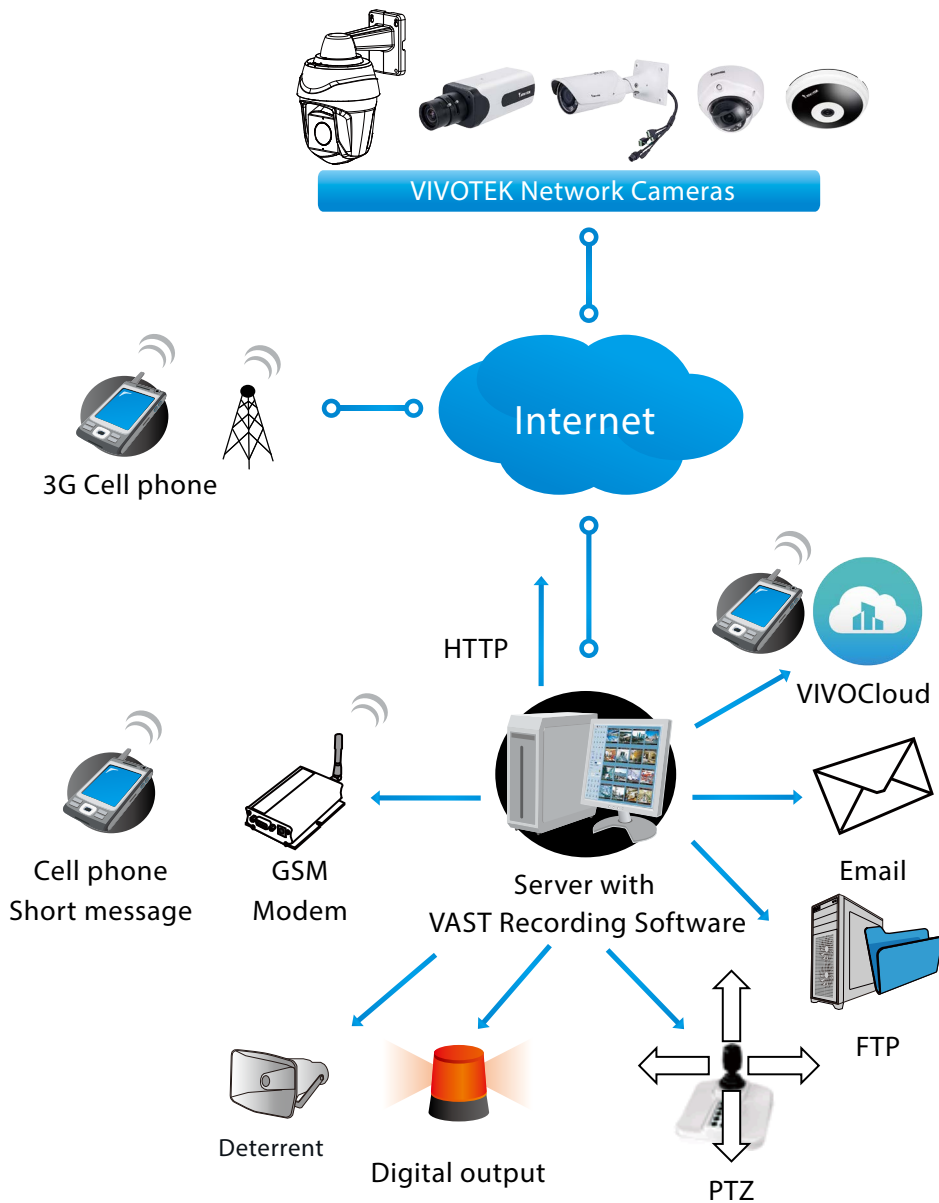 VIVOTEK Network Cameras
Internet
3G Cell phone
HTTP
VIVOCloud
Cell phone
Short message
GSM
Modem
Server with
VAST Recording Software
Email
FTP
Deterrent
Digital output
PTZ